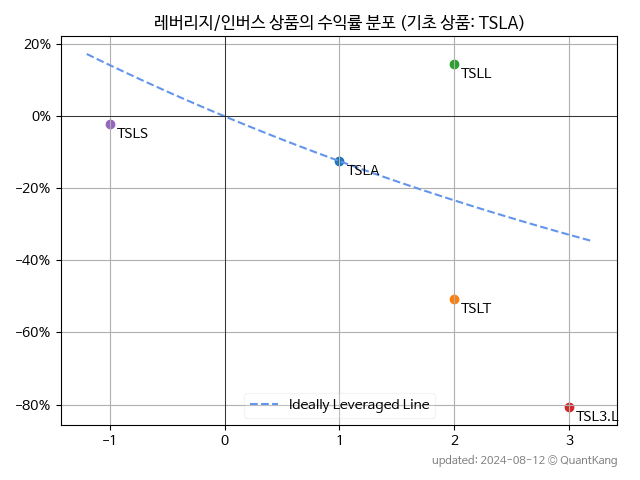 레버리지/인버스 상품의 수익률 분포 (기초 상품: TSLA)
20%
0%
-20%
-40%
-60%
-80%
TSLL
TSLS
TSLA
TSLT
TSL3.L
Ideally Leveraged Line
-1
0
1
2
3
updated: 2024-08-12 © QuantKang